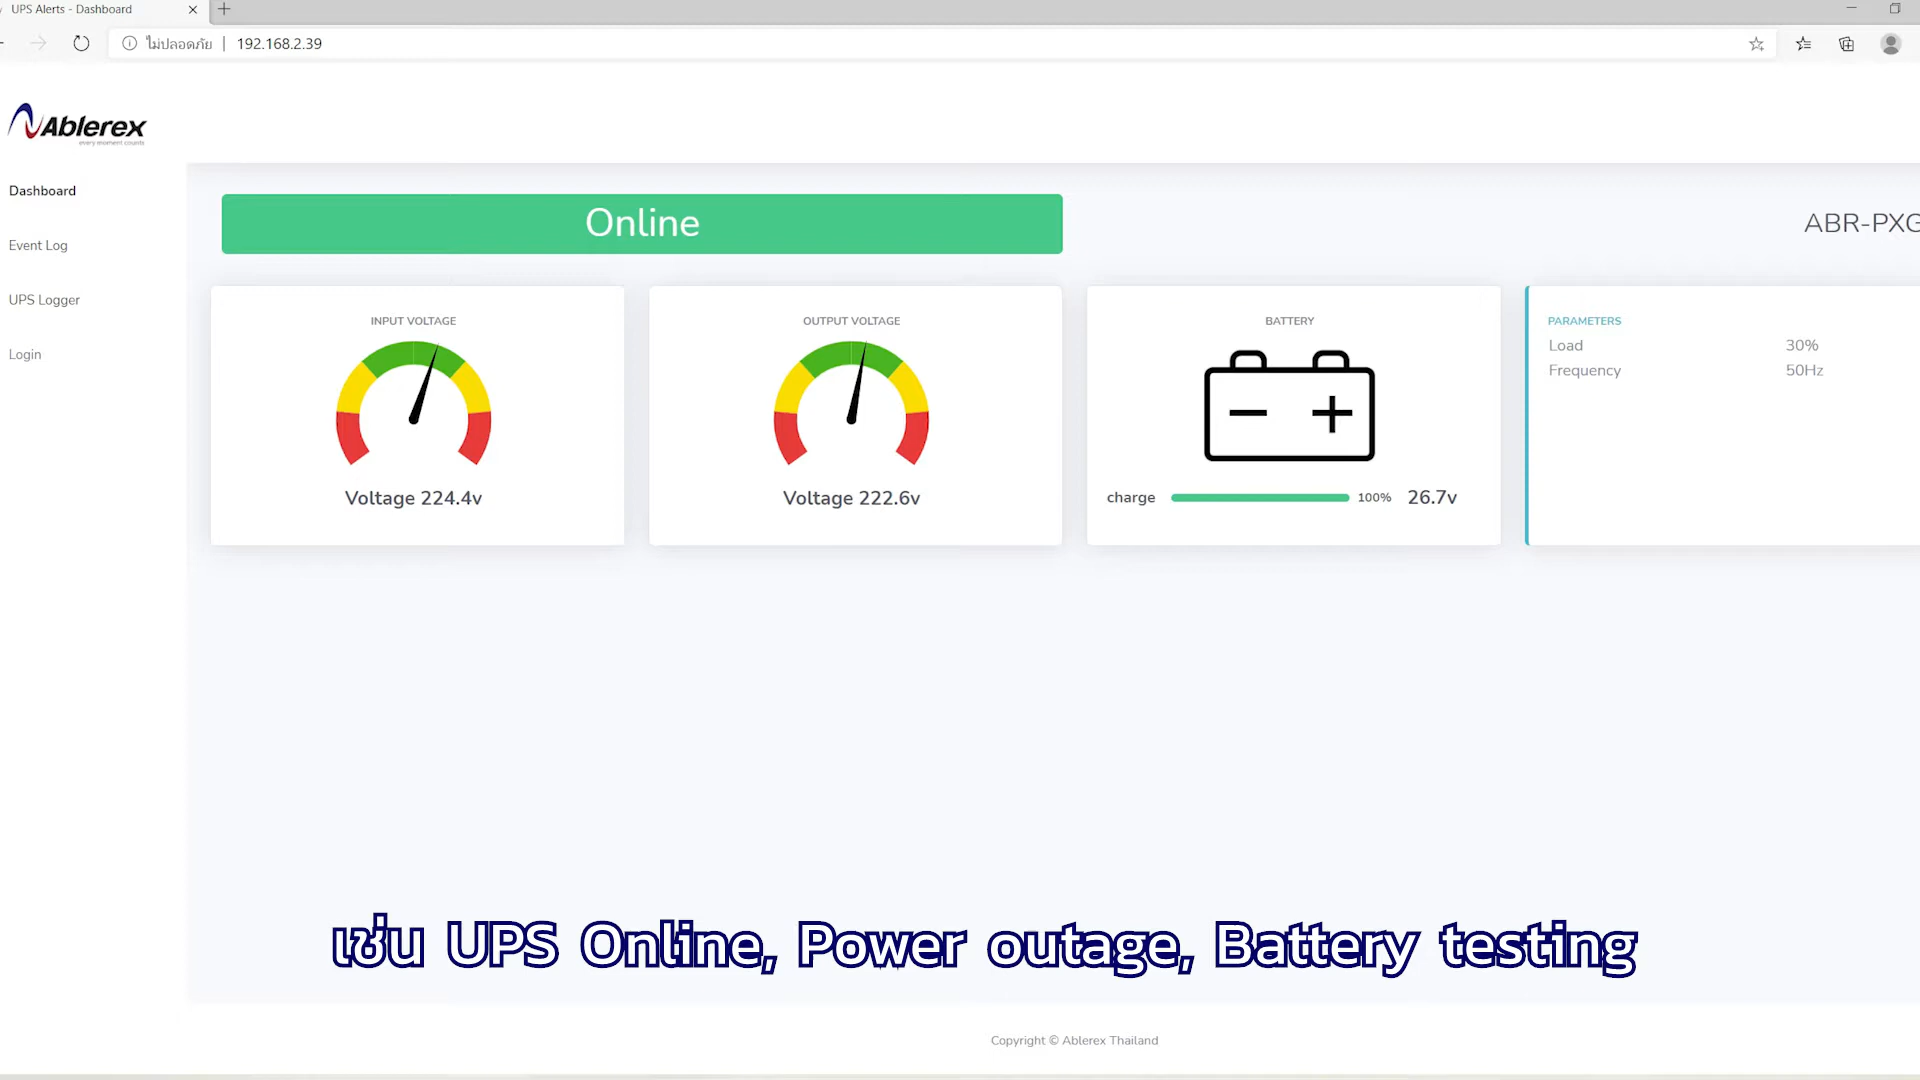 UPS Alerts - Dashboard
ไม่ปลอดภัย | 192.168.2.39
Ablerex
every moment counts
Dashboard
Event Log
UPS Logger
Login
Online
ABR-PXG
INPUT VOLTAGE
Voltage 224.4v
OUTPUT VOLTAGE
Voltage 222.6v
BATTERY
charge 100% 26.7v
PARAMETERS
Load 30%
Frequency 50Hz
เช่น UPS Online, Power outage, Battery testing
Copyright © Ablerex Thailand